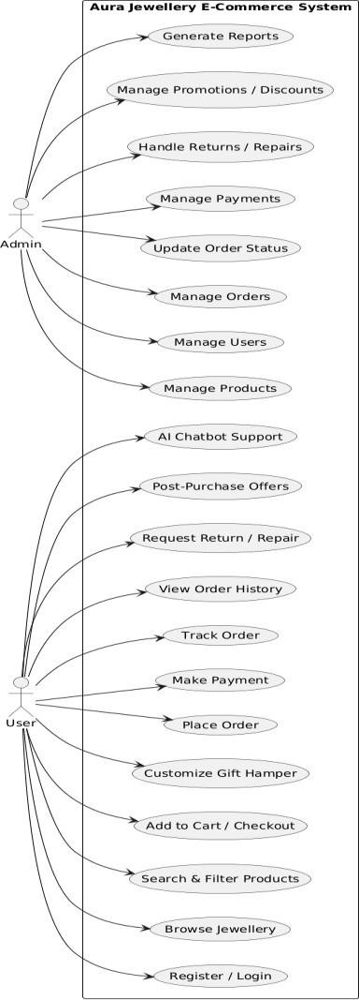 Aura Jewellery E-Commerce System
Generate Reports
Manage Promotions / Discounts
Handle Returns / Repairs
Manage Payments
Admin
Update Order Status
Manage Orders
Manage Users
Manage Products
AI Chatbot Support
Post-Purchase Offers
Request Return / Repair
View Order History
Track Order
Make Payment
User
Place Order
Customize Gift Hamper
Add to Cart / Checkout
Search & Filter Products
Browse Jewellery
Register / Login